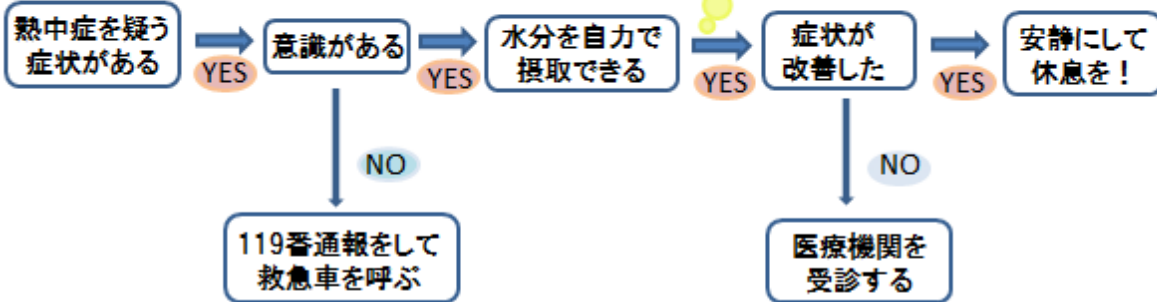 熱中症を疑う
症状がある
YES
意識がある
YES
水分を自力で
摂取できる
YES
症状が
改善した
YES
安静にして
休息を！
NO
NO
119番通報をして
救急車を呼ぶ
医療機関を
受診する